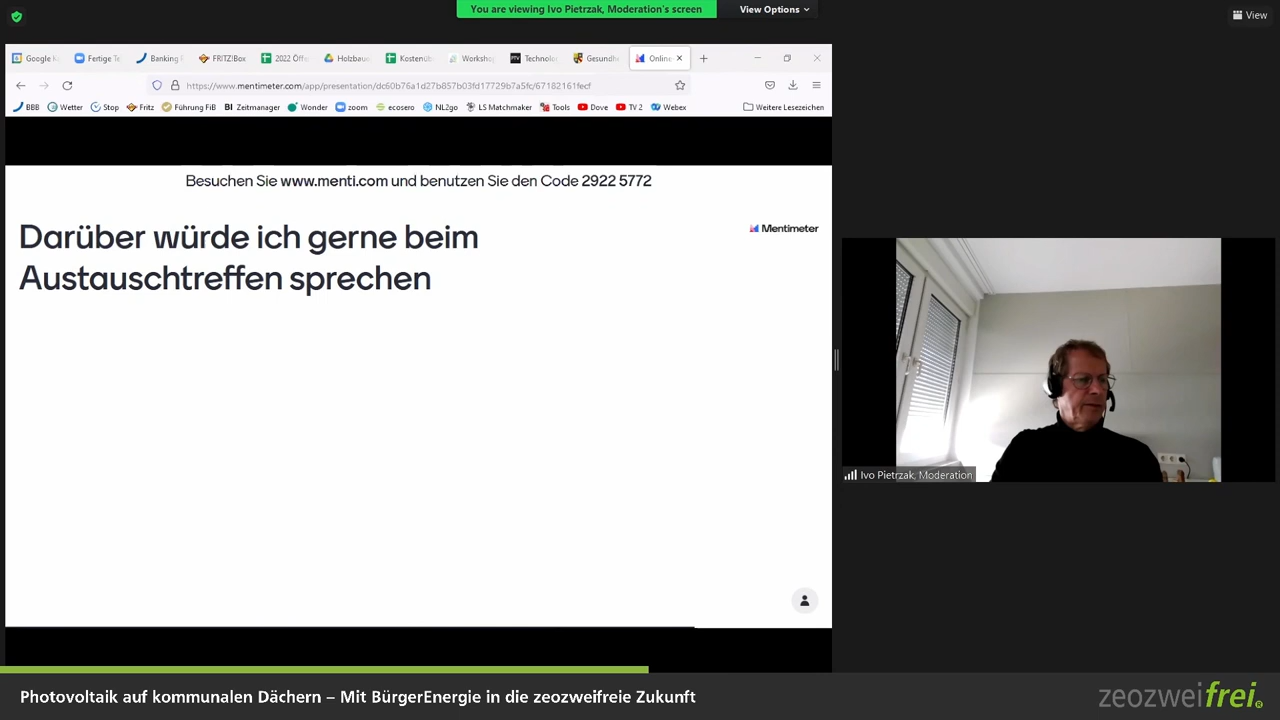 You are viewing Ivo Pietrzak, Moderation's screen
View Options
View
Google K
Fertige Te
Banking F
FRITZ!Box
2022 Öff
Holzbau
Kostenüb
Workshop
Technolo
Gesundh
Online
https://www.mentimeter.com/app/presentation/dc60b76a1d27b857b03fd17729b7a5fc/67182161fecf
BBB
Wetter
Stop
Fritz
Führung FiB
BI Zeitmanager
Wonder
zoom
ecosero
NL2go
LS Matchmaker
Tools
Dove
TV 2
Webex
Weitere Lesezeichen
Besuchen Sie www.menti.com und benutzen Sie den Code 2922 5772
Darüber würde ich gerne beim
Austauschtreffen sprechen
Mentimeter
Ivo Pietrzak, Moderation
Photovoltaik auf kommunalen Dächern – Mit BürgerEnergie in die zeozweifreie Zukunft
zeozweifrei.